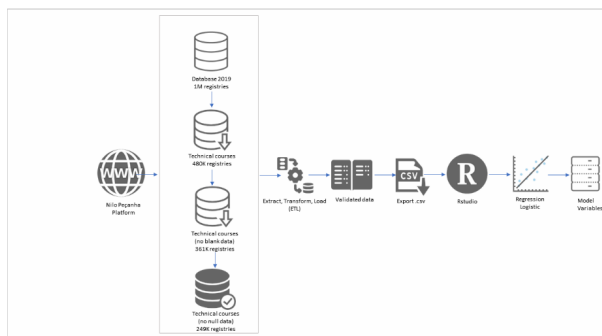 WWW
Nilo Peçanha
Platform
Database 2019
1M registries
Technical courses
480K registries
Technical courses
(no blank data)
361K registries
Technical courses
(no null data)
249K registries
Extract, Transform, Load
(ETL)
Validated data
CSV
Export .csv
R
Rstudio
Regression
Logistic
Model
Variables